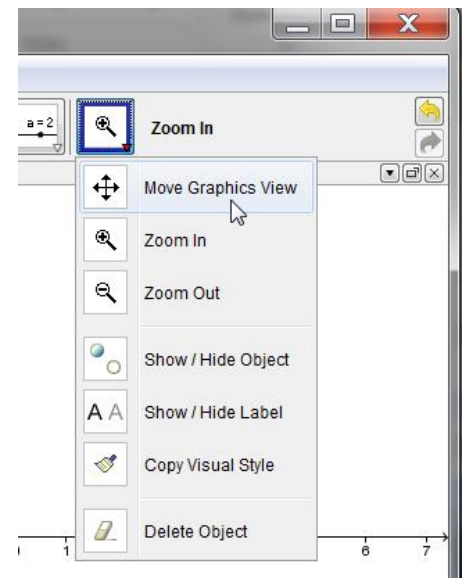 a = 2
Zoom In
Move Graphics View
Zoom In
Zoom Out
Show / Hide Object
A A Show / Hide Label
Copy Visual Style
Delete Object
1 6 7